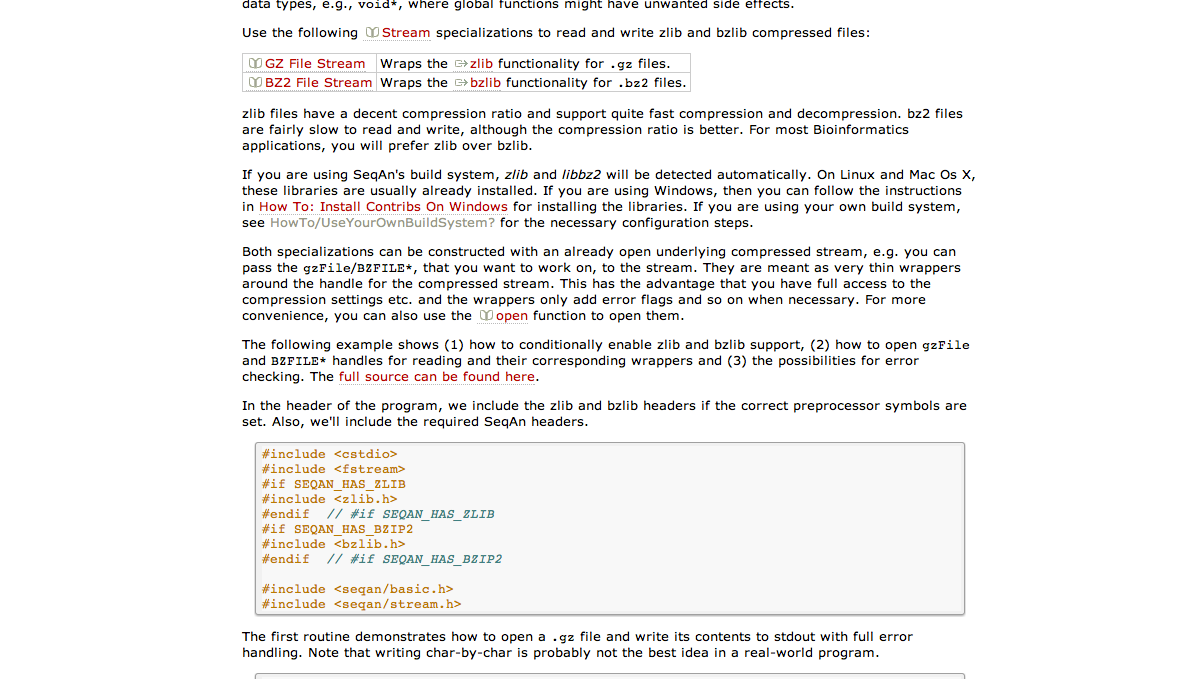 data types, e.g., void*, where global functions might have unwanted side effects.
Use the following Stream specializations to read and write zlib and bzlib compressed files:
GZ File Stream Wraps the zlib functionality for .gz files.
BZ2 File Stream Wraps the bzlib functionality for .bz2 files.
zlib files have a decent compression ratio and support quite fast compression and decompression. bz2 files
are fairly slow to read and write, although the compression ratio is better. For most Bioinformatics
applications, you will prefer zlib over bzlib.
If you are using SeqAn's build system, zlib and libbz2 will be detected automatically. On Linux and Mac Os X,
these libraries are usually already installed. If you are using Windows, then you can follow the instructions
in How To: Install Contribs On Windows for installing the libraries. If you are using your own build system,
see HowTo/UseYourOwnBuildSystem? for the necessary configuration steps.
Both specializations can be constructed with an already open underlying compressed stream, e.g. you can
pass the gzFile/BZFILE*, that you want to work on, to the stream. They are meant as very thin wrappers
around the handle for the compressed stream. This has the advantage that you have full access to the
compression settings etc. and the wrappers only add error flags and so on when necessary. For more
convenience, you can also use the open function to open them.
The following example shows (1) how to conditionally enable zlib and bzlib support, (2) how to open gzFile
and BZFILE* handles for reading and their corresponding wrappers and (3) the possibilities for error
checking. The full source can be found here.
In the header of the program, we include the zlib and bzlib headers if the correct preprocessor symbols are
set. Also, we'll include the required SeqAn headers.
#include <cstdio>
#include <fstream>
#if SEQAN_HAS_ZLIB
#include <zlib.h>
#endif  // #if SEQAN_HAS_ZLIB
#if SEQAN_HAS_BZIP2
#include <bzlib.h>
#endif  // #if SEQAN_HAS_BZIP2
#include <seqan/basic.h>
#include <seqan/stream.h>
The first routine demonstrates how to open a .gz file and write its contents to stdout with full error
handling. Note that writing char-by-char is probably not the best idea in a real-world program.